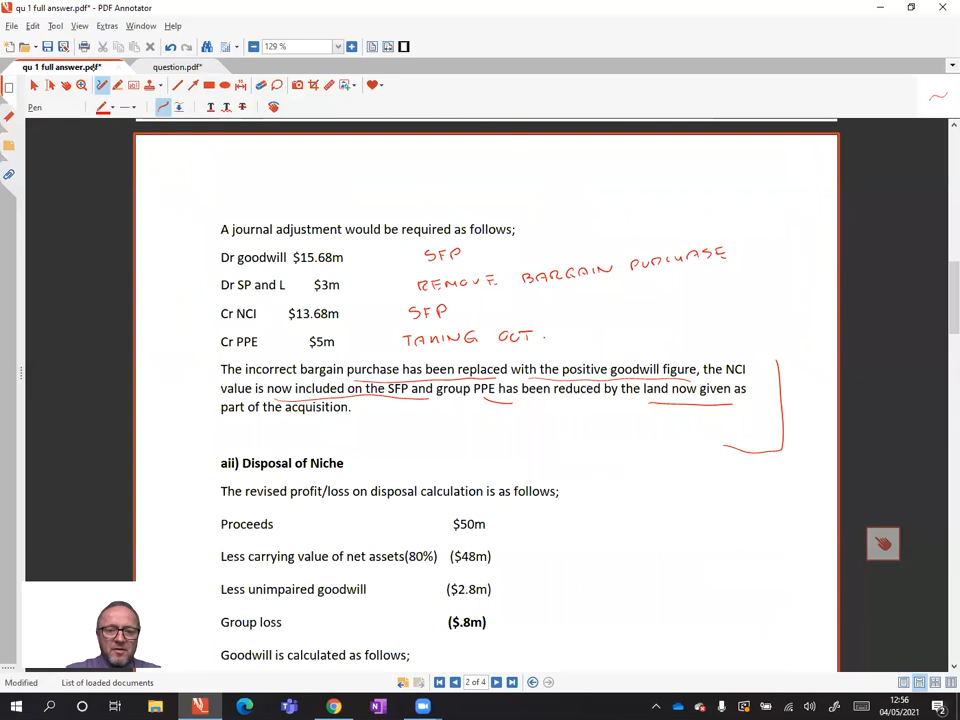 qu 1 full answer.pdf* - PDF Annotator
File Edit Tool View Extras Window Help
129 %
qu 1 full answer.pdf* question.pdf*
Pen
A journal adjustment would be required as follows;
Dr goodwill $15.68m SFP
Dr SP and L $3m REMOVE BARGAIN PURCHASE
Cr NCI $13.68m SFP
Cr PPE $5m TAKING OUT.
The incorrect bargain purchase has been replaced with the positive goodwill figure, the NCI
value is now included on the SFP and group PPE has been reduced by the land now given as
part of the acquisition.
aii) Disposal of Niche
The revised profit/loss on disposal calculation is as follows;
Proceeds $50m
Less carrying value of net assets(80%) ($48m)
Less unimpaired goodwill ($2.8m)
Group loss ($.8m)
Goodwill is calculated as follows;
Modified List of loaded documents 2 of 4
12:56
04/05/2021